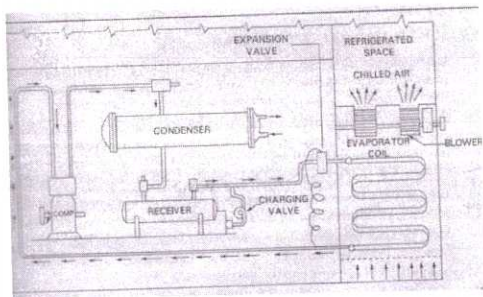 EXPANSION
VALVE
REFRIGERATED
SPACE
CHILLED AIR
CONDENSER
EVAPORATOR
COIL
BLOWER
COMP
RECEIVER
CHARGING
VALVE